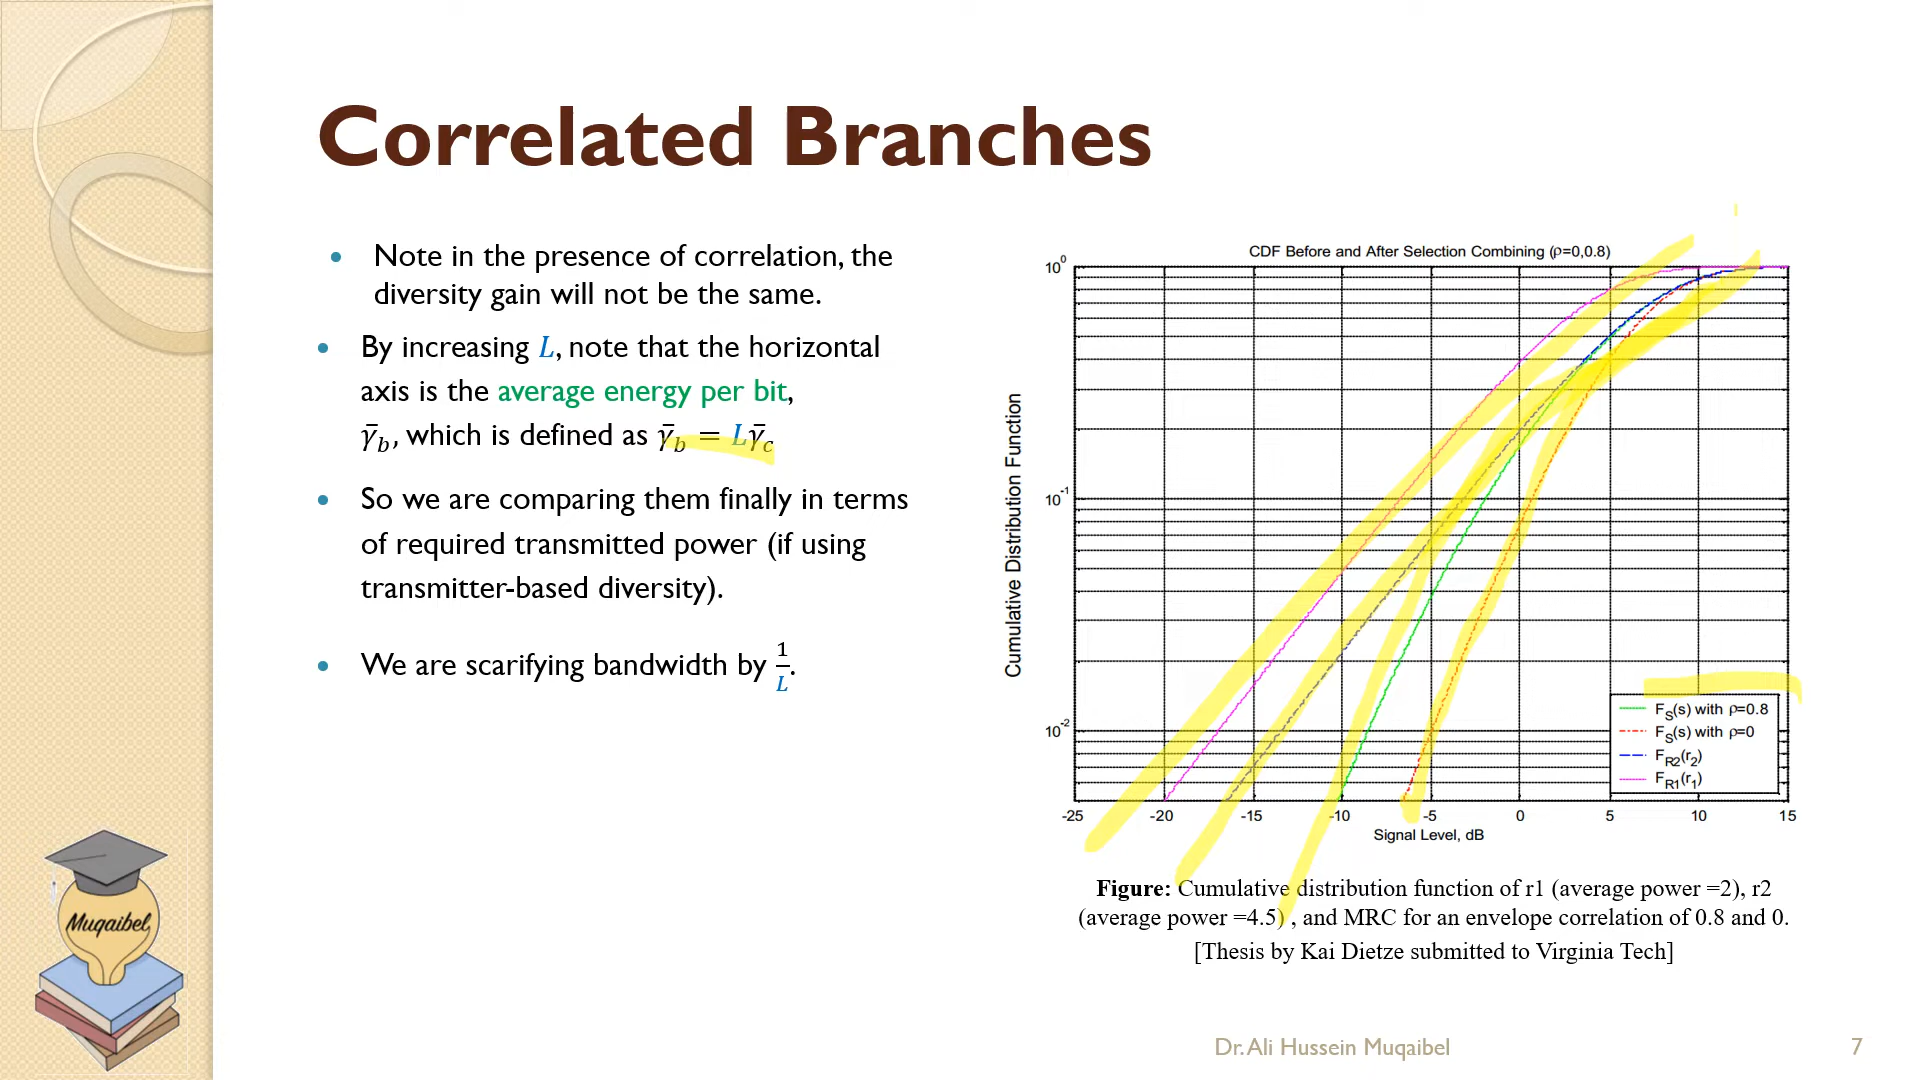 Correlated Branches
• Note in the presence of correlation, the
diversity gain will not be the same.
• By increasing L, note that the horizontal
axis is the average energy per bit,
γ̄_b, which is defined as γ̄_b = Lγ̄_c
• So we are comparing them finally in terms
of required transmitted power (if using
transmitter-based diversity).
• We are scarifying bandwidth by 1/L.
CDF Before and After Selection Combining (ρ=0,0.8)
Cumulative Distribution Function
10^0
10^-1
10^-2
-25 -20 -15 -10 -5 0 5 10 15
Signal Level, dB
F_S(s) with ρ=0.8
F_S(s) with ρ=0
F_R2(r_2)
F_R1(r_1)
Figure: Cumulative distribution function of r1 (average power =2), r2
(average power =4.5) , and MRC for an envelope correlation of 0.8 and 0.
[Thesis by Kai Dietze submitted to Virginia Tech]
Muqaibel
Dr. Ali Hussein Muqaibel
7